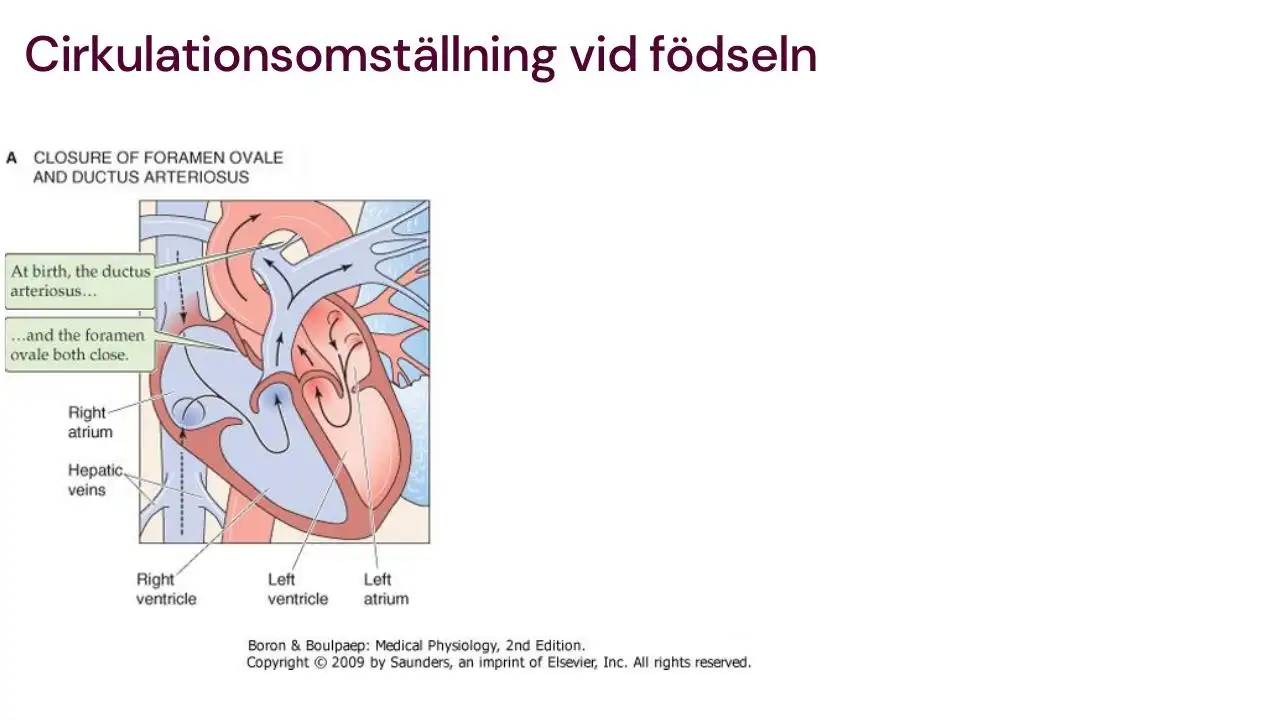 Cirkulationsomställning vid födseln
A CLOSURE OF FORAMEN OVALE
AND DUCTUS ARTERIOSUS
At birth, the ductus
arteriosus…
…and the foramen
ovale both close.
Right
atrium
Hepatic
veins
Right
ventricle
Left
ventricle
Left
atrium
Boron & Boulpaep: Medical Physiology, 2nd Edition.
Copyright © 2009 by Saunders, an imprint of Elsevier, Inc. All rights reserved.